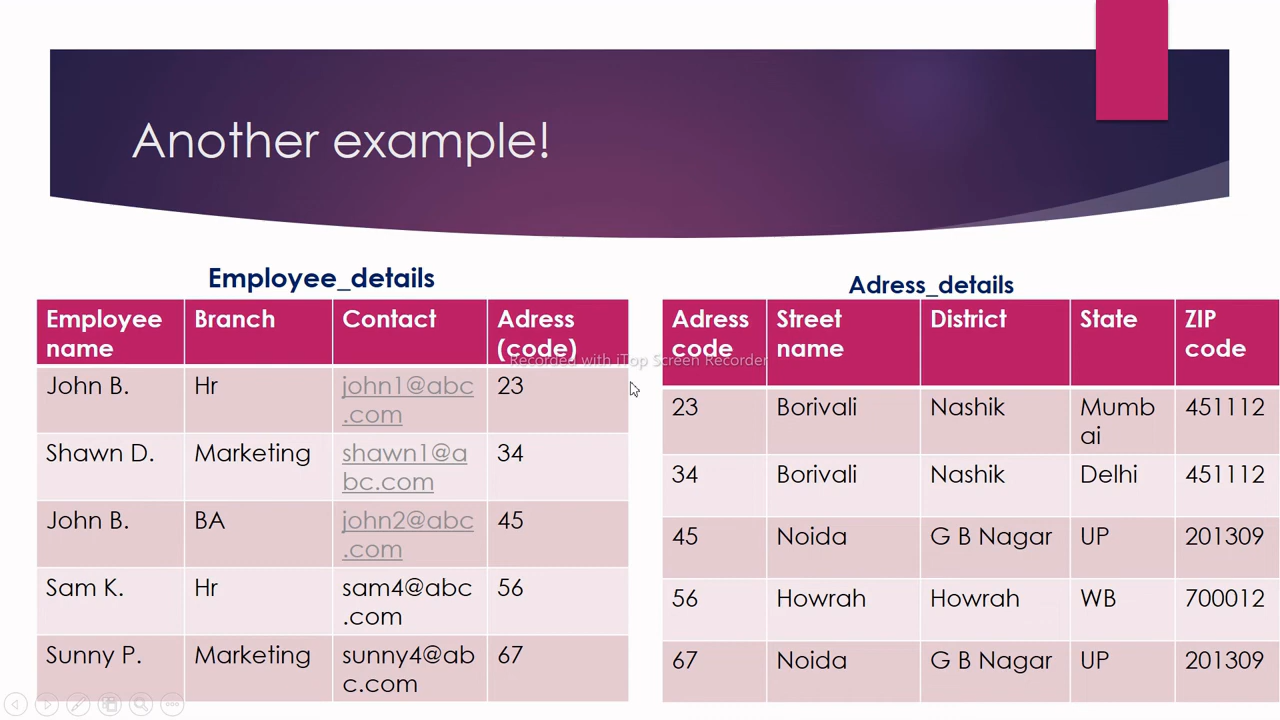 Another example!
Employee_details
Employee name Branch Contact Adress (code)
John B. Hr john1@abc.com 23
Shawn D. Marketing shawn1@abc.com 34
John B. BA john2@abc.com 45
Sam K. Hr sam4@abc.com 56
Sunny P. Marketing sunny4@abc.com 67
Adress_details
Adress code Street name District State ZIP code
23 Borivali Nashik Mumbai 451112
34 Borivali Nashik Delhi 451112
45 Noida G B Nagar UP 201309
56 Howrah Howrah WB 700012
67 Noida G B Nagar UP 201309
Recorded with iTop Screen Recorder